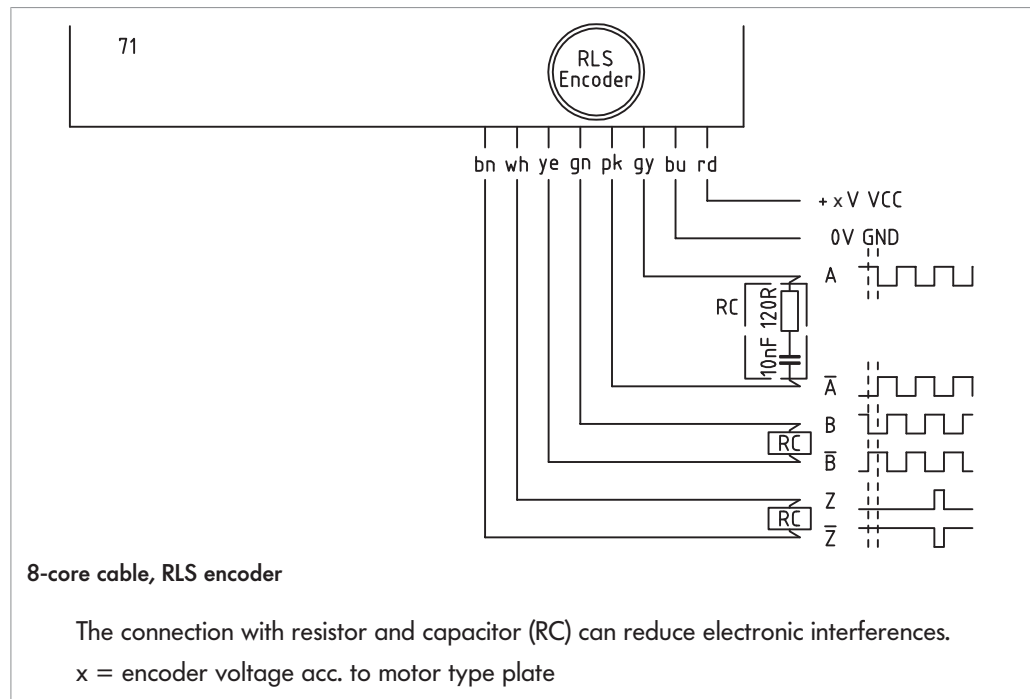 71
RLS
Encoder
bn wh ye gn pk gy bu rd
+ x V VCC
0V GND
A
RC
120R
10nF
A̅
B
RC
B̅
Z
RC
Z̅
8-core cable, RLS encoder
The connection with resistor and capacitor (RC) can reduce electronic interferences.
x = encoder voltage acc. to motor type plate